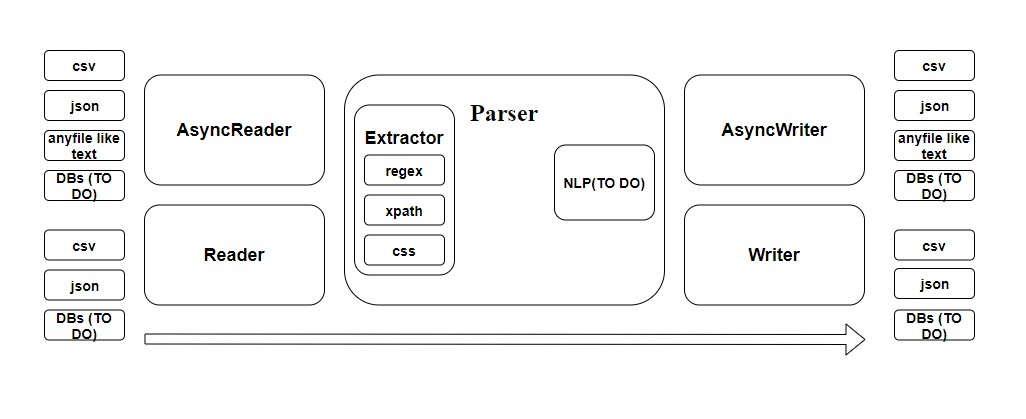 csv
json
anyfile like
text
DBs (TO
DO)
csv
json
DBs (TO
DO)
AsyncReader
Reader
Parser
Extractor
regex
xpath
css
NLP(TO DO)
AsyncWriter
Writer
csv
json
anyfile like
text
DBs (TO
DO)
csv
json
DBs (TO
DO)